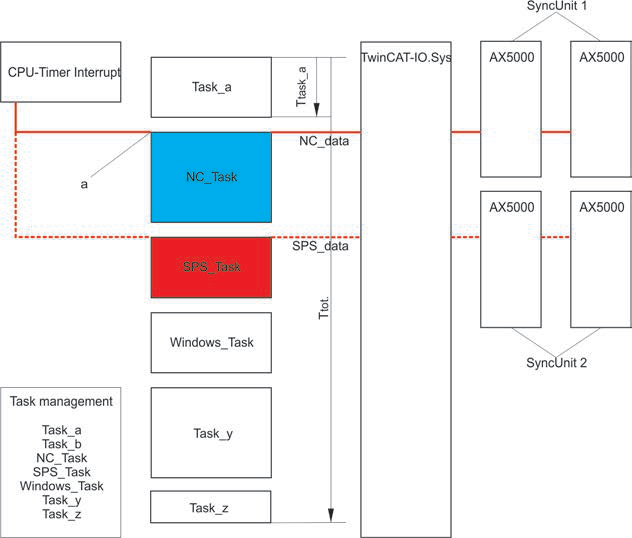 SyncUnit 1
CPU-Timer Interrupt
Task_a
Ttask_a
TwinCAT-IO.Sys
AX5000
AX5000
NC_data
a
NC_Task
AX5000
AX5000
SPS_data
SPS_Task
Ttot.
Windows_Task
SyncUnit 2
Task management
Task_a
Task_b
NC_Task
SPS_Task
Windows_Task
Task_y
Task_z
Task_y
Task_z